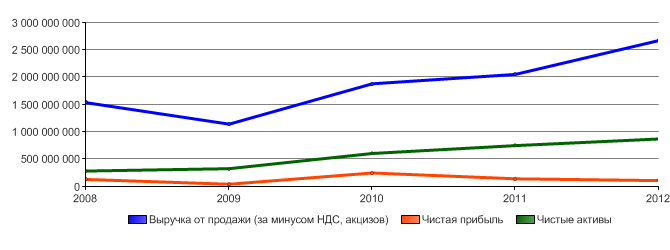 3 000 000 000
2 500 000 000
2 000 000 000
1 500 000 000
1 000 000 000
500 000 000
0
2008 2009 2010 2011 2012
Выручка от продажи (за минусом НДС, акцизов) Чистая прибыль Чистые активы